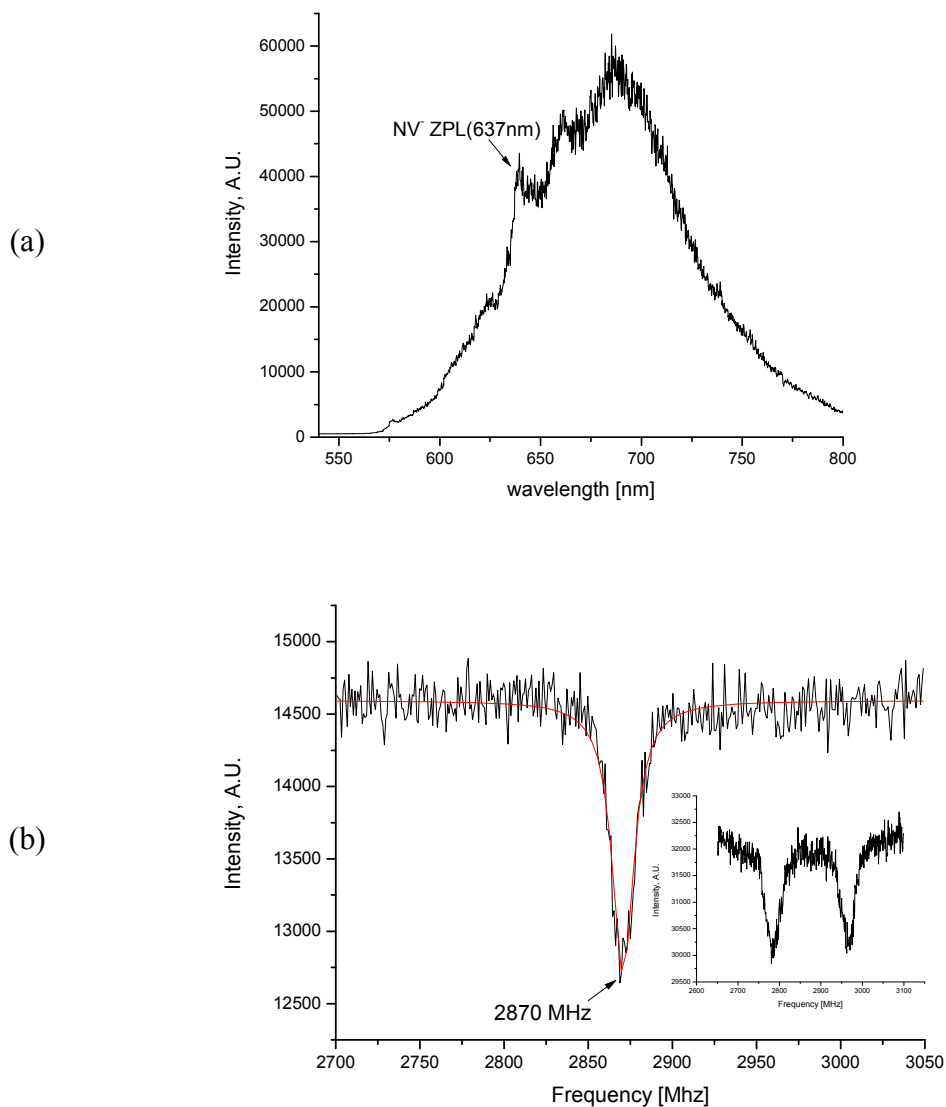 (a)
Intensity, A.U.
60000
50000
40000
30000
20000
10000
0
NV⁻ ZPL(637nm)
550 600 650 700 750 800
wavelength [nm]
(b)
Intensity, A.U.
15000
14500
14000
13500
13000
12500
2870 MHz
2700 2750 2800 2850 2900 2950 3000 3050
Frequency [Mhz]
Intensity, A.U.
33000
32500
32000
31500
31000
30500
30000
29500
2600 2700 2800 2900 3000 3100
Frequency [MHz]